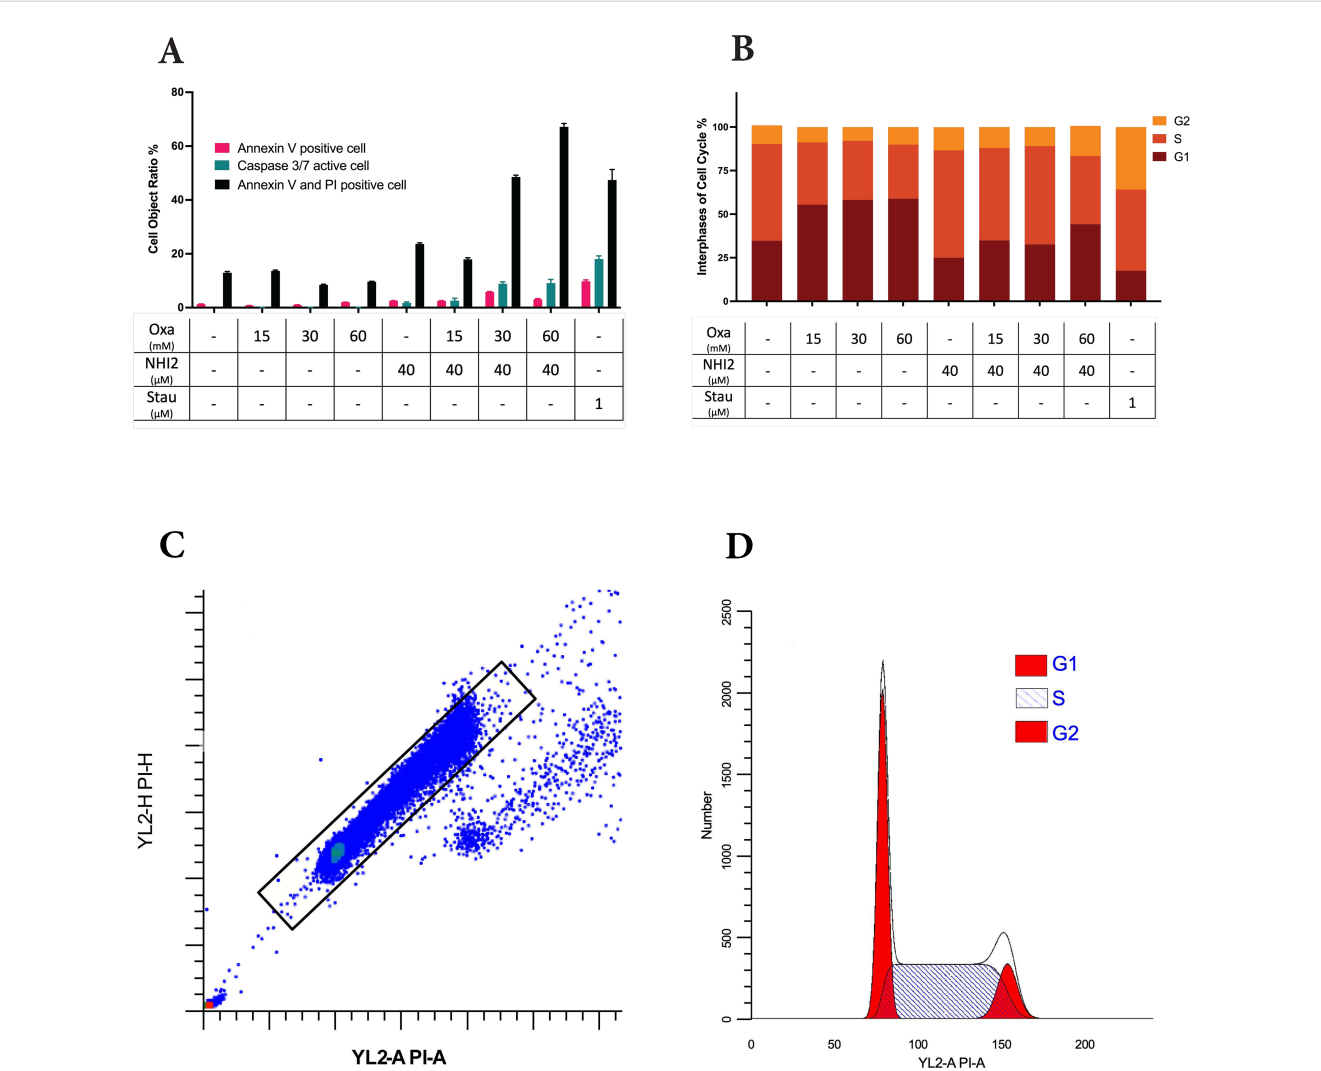 A
80
60
40
20
0
Cell Object Ratio %
Annexin V positive cell
Caspase 3/7 active cell
Annexin V and PI positive cell
Oxa (mM) - 15 30 60 - 15 30 60 -
NHI2 (µM) - - - - 40 40 40 40 -
Stau (µM) - - - - - - - - 1
B
100
75
50
25
0
Interphases of Cell Cycle %
G2
S
G1
Oxa (mM) - 15 30 60 - 15 30 60 -
NHI2 (µM) - - - - 40 40 40 40 -
Stau (µM) - - - - - - - - 1
C
YL2-H PI-H
YL2-A PI-A
D
2500
2000
1500
1000
500
0
Number
G1
S
G2
0 50 100 150 200
YL2-A PI-A